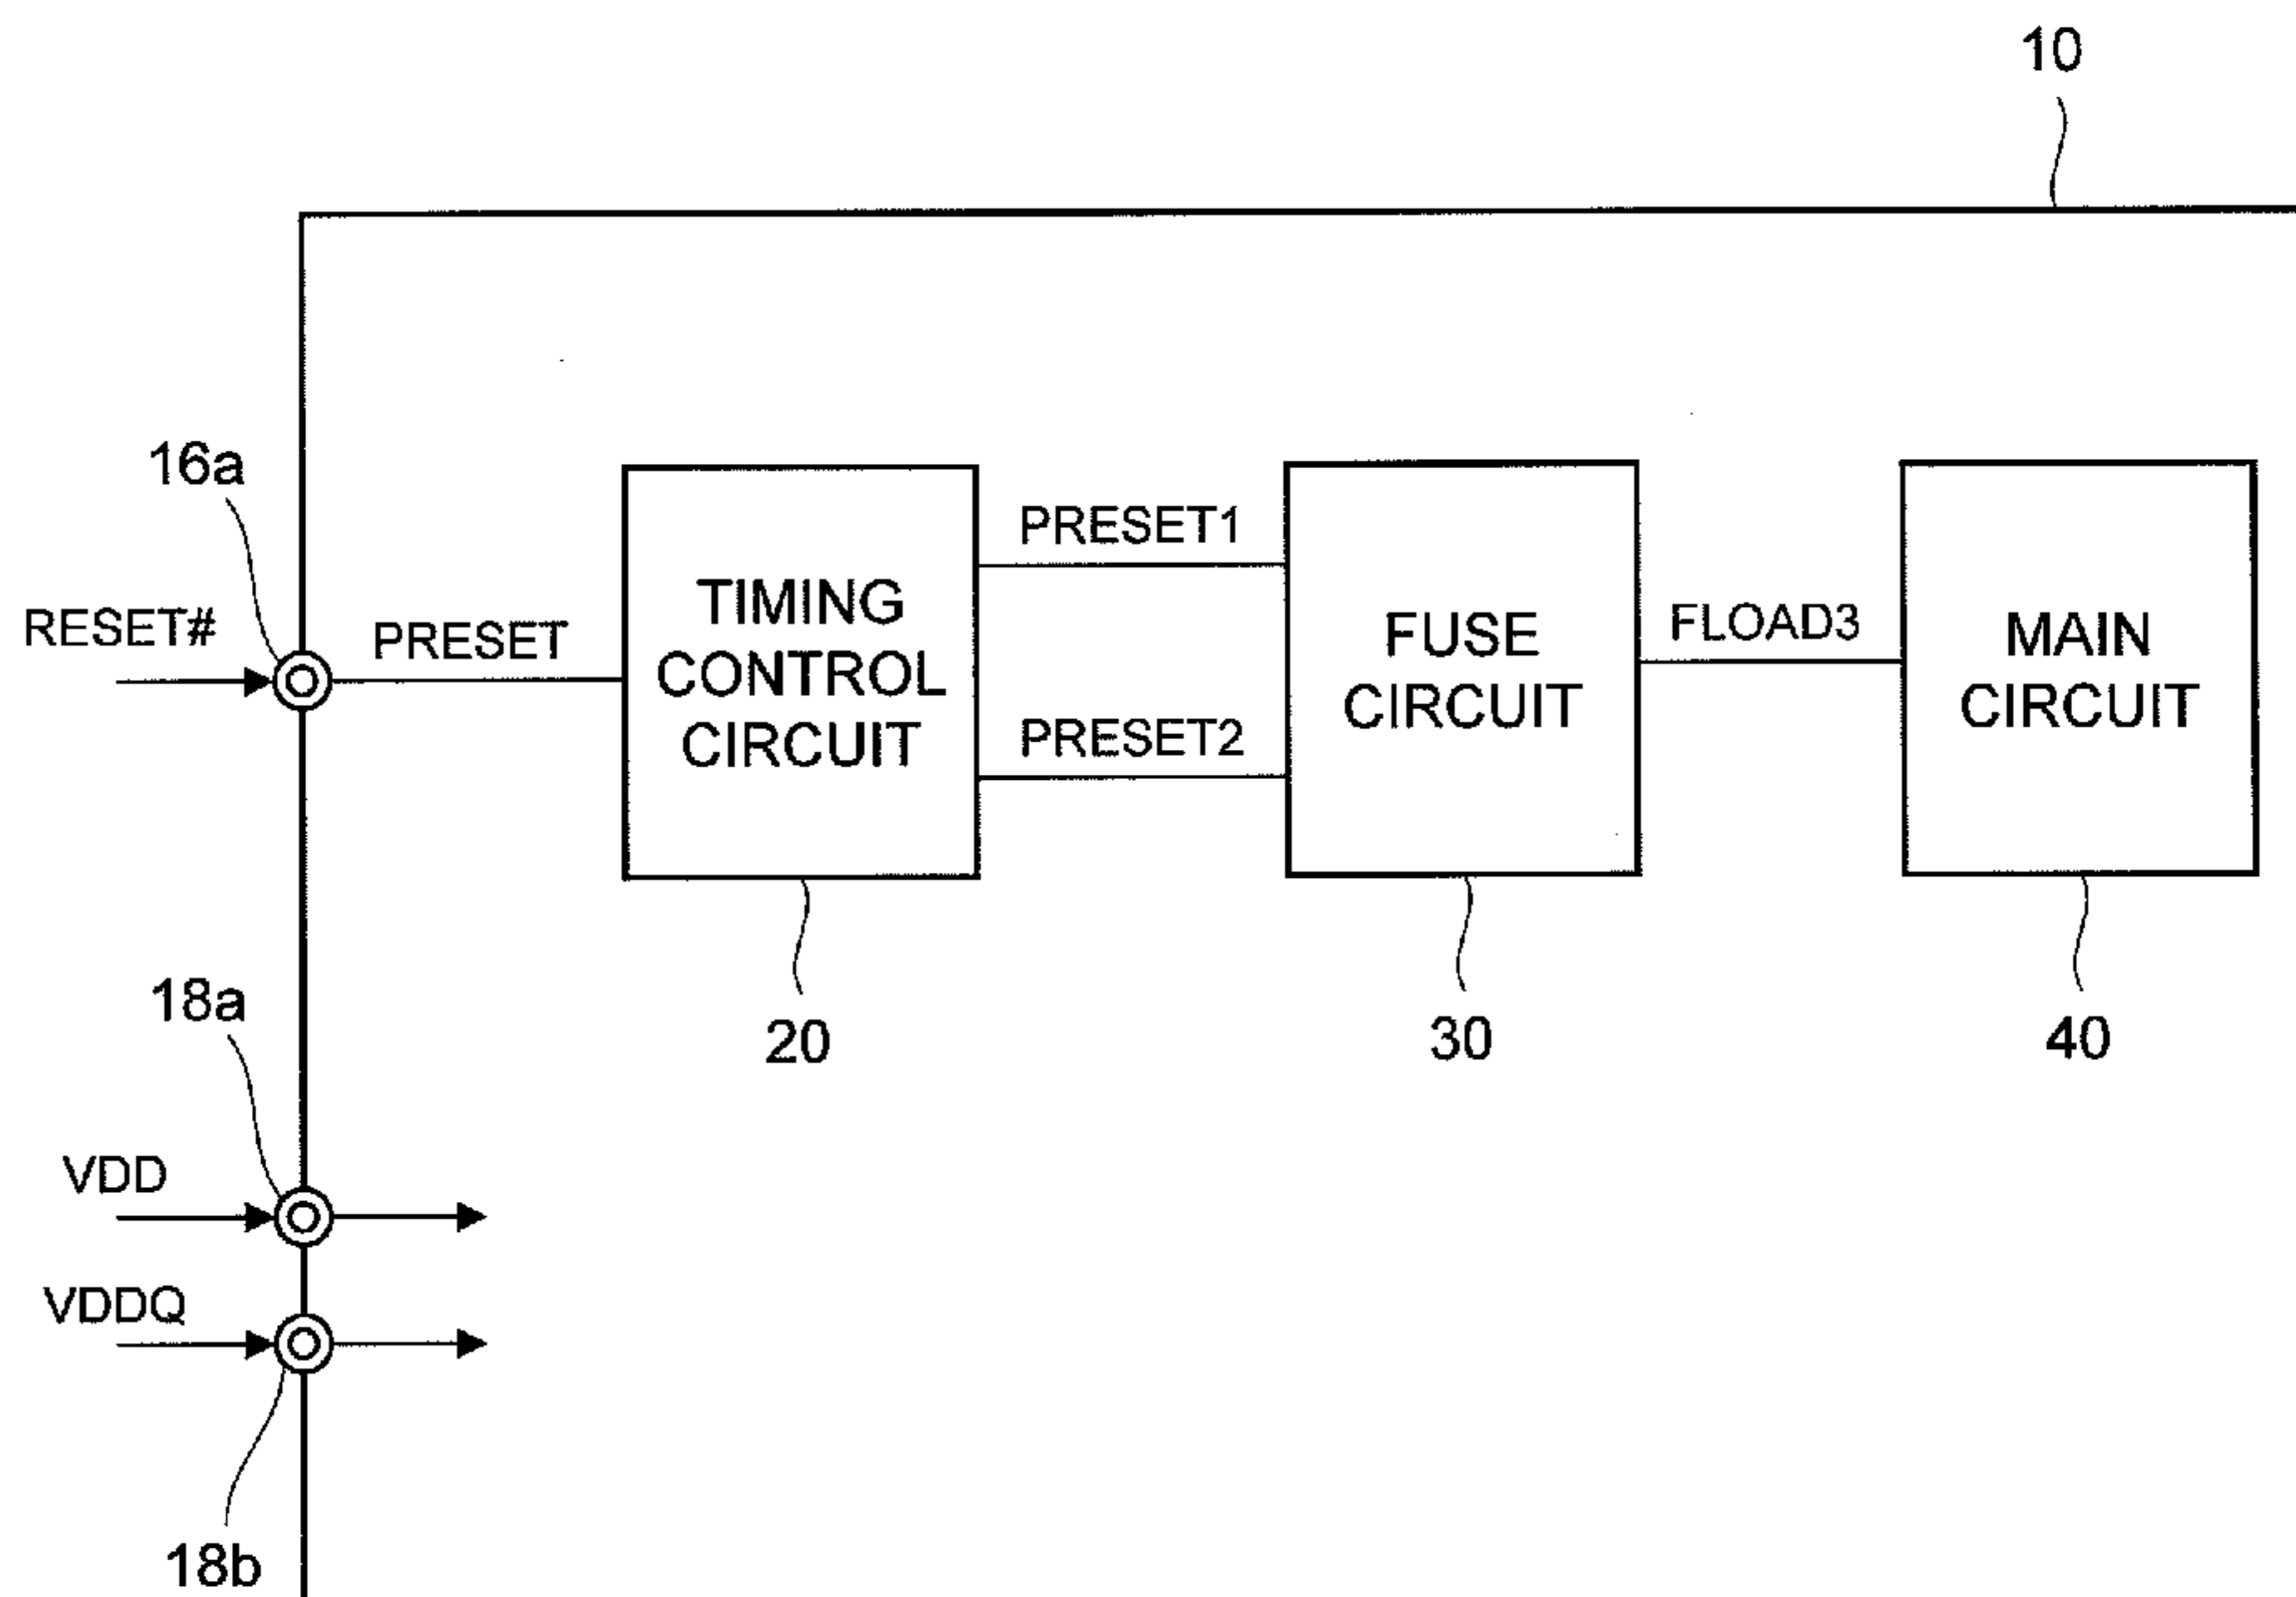 10
16a
RESET#
PRESET
TIMING
CONTROL
CIRCUIT
PRESET1
PRESET2
FUSE
CIRCUIT
FLOAD3
MAIN
CIRCUIT
20
30
40
18a
VDD
VDDQ
18b